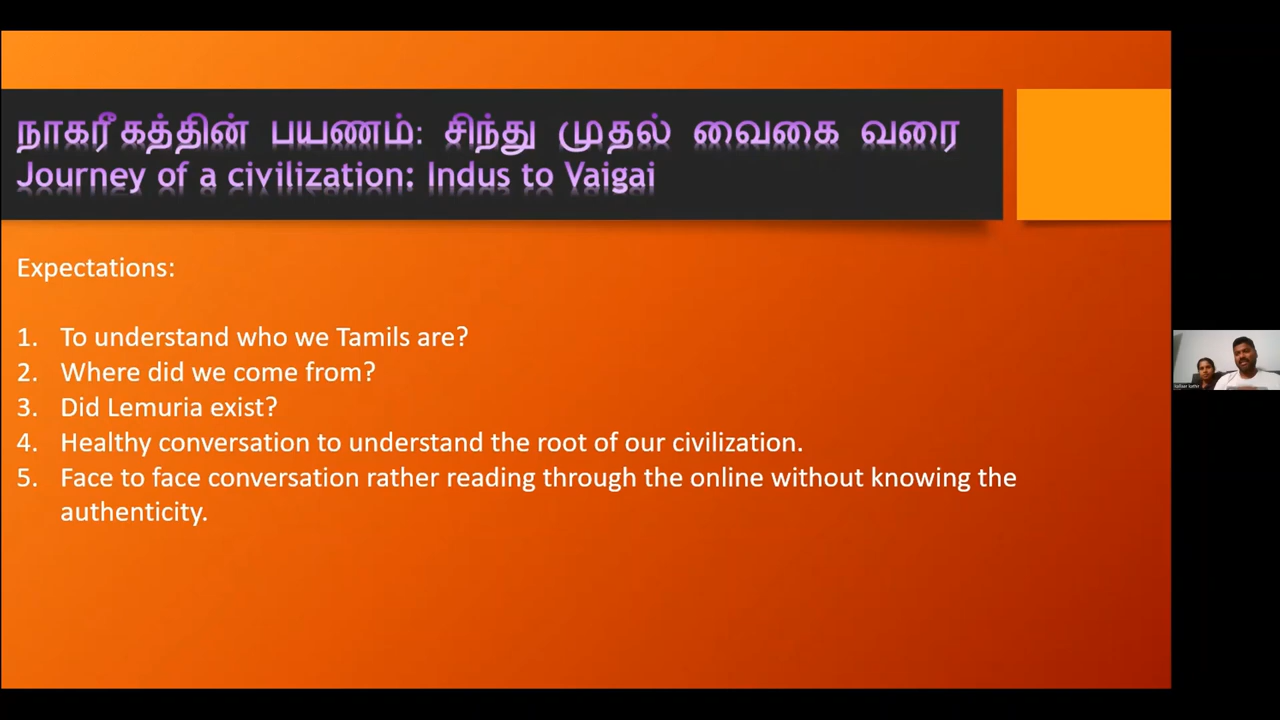 நாகரீகத்தின் பயணம்: சிந்து முதல் வைகை வரை
Journey of a civilization: Indus to Vaigai
Expectations:
1. To understand who we Tamils are?
2. Where did we come from?
3. Did Lemuria exist?
4. Healthy conversation to understand the root of our civilization.
5. Face to face conversation rather reading through the online without knowing the
authenticity.